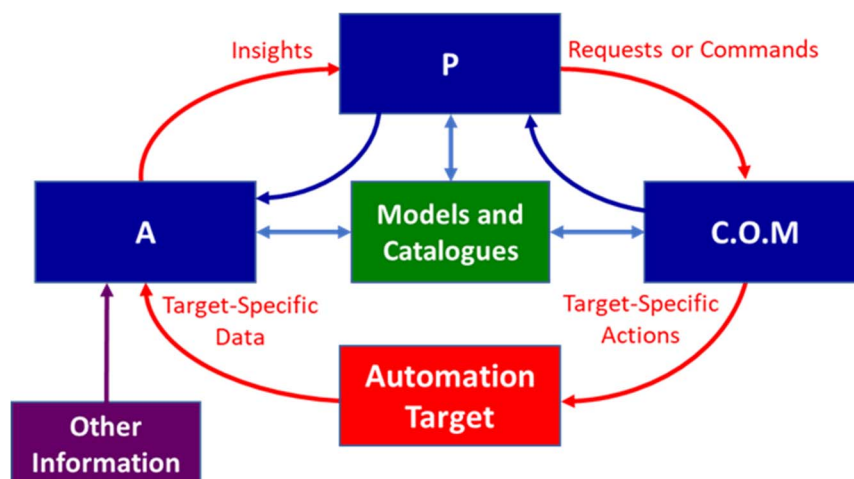 Insights
P
Requests or Commands
A
Models and
Catalogues
C.O.M
Target-Specific
Data
Target-Specific
Actions
Automation
Target
Other
Information